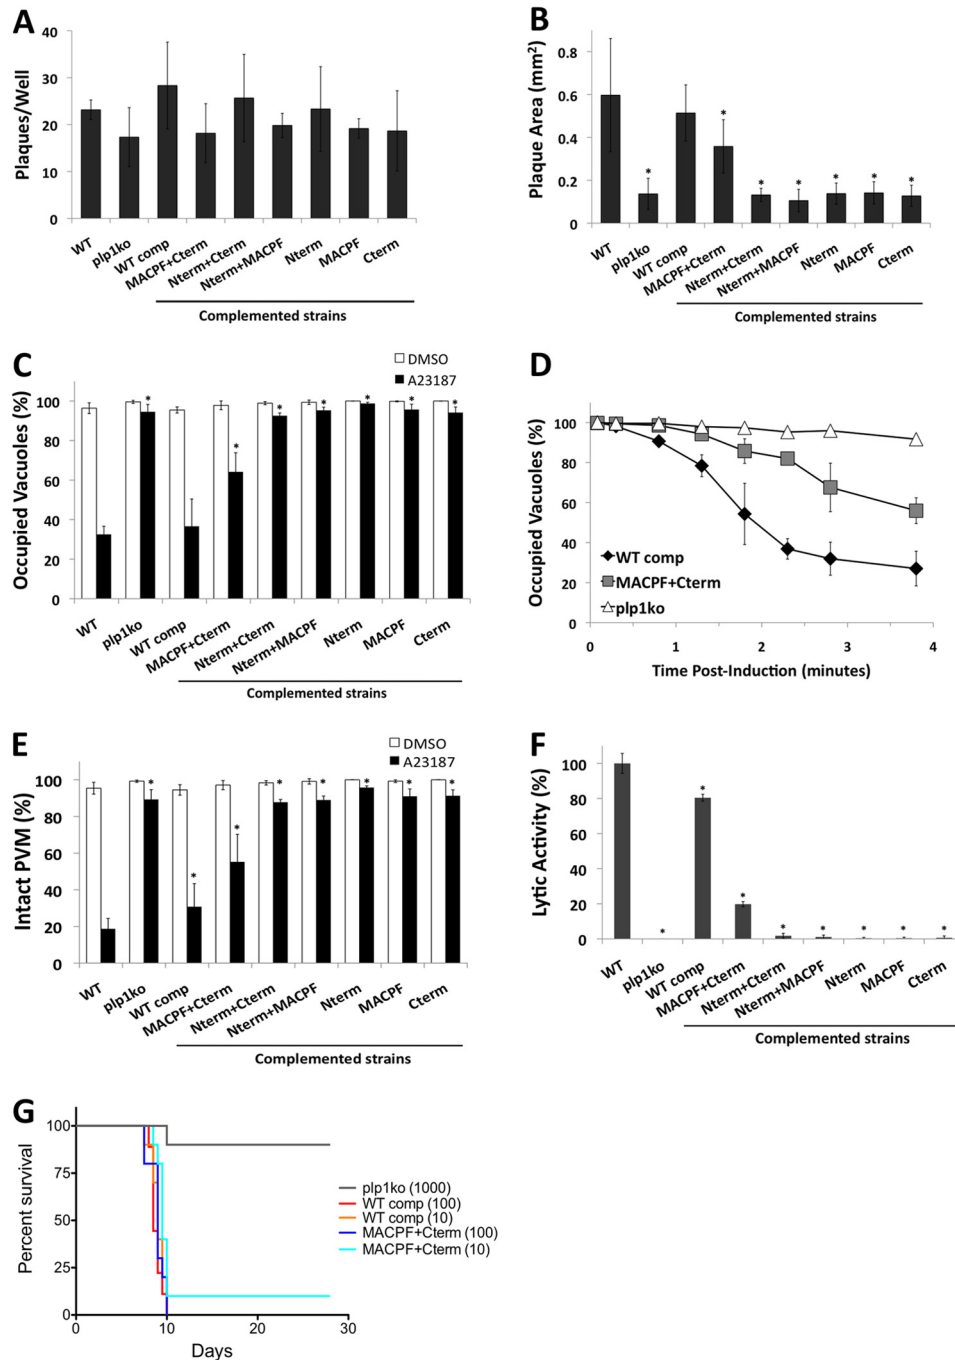 A
Plaques/Well
40
30
20
10
0
WT
plp1ko
WT comp
MACPF+Cterm
Nterm+Cterm
Nterm+MACPF
Nterm
MACPF
Cterm
Complemented strains
B
Plaque Area (mm²)
0.8
0.6
0.4
0.2
0
* * * * * * *
WT
plp1ko
WT comp
MACPF+Cterm
Nterm+Cterm
Nterm+MACPF
Nterm
MACPF
Cterm
Complemented strains
C
DMSO
A23187
Occupied Vacuoles (%)
100
80
60
40
20
0
* * * * * * *
WT
plp1ko
WT comp
MACPF+Cterm
Nterm+Cterm
Nterm+MACPF
Nterm
MACPF
Cterm
Complemented strains
D
Occupied Vacuoles (%)
100
80
60
40
20
0
WT comp
MACPF+Cterm
plp1ko
0 1 2 3 4
Time Post-Induction (minutes)
E
DMSO
A23187
Intact PVM (%)
100
80
60
40
20
0
* * * * * * * *
WT
plp1ko
WT comp
MACPF+Cterm
Nterm+Cterm
Nterm+MACPF
Nterm
MACPF
Cterm
Complemented strains
F
Lytic Activity (%)
100
80
60
40
20
0
* * * * * * * *
WT
plp1ko
WT comp
MACPF+Cterm
Nterm+Cterm
Nterm+MACPF
Nterm
MACPF
Cterm
Complemented strains
G
Percent survival
100
75
50
25
0
plp1ko (1000)
WT comp (100)
WT comp (10)
MACPF+Cterm (100)
MACPF+Cterm (10)
0 10 20 30
Days